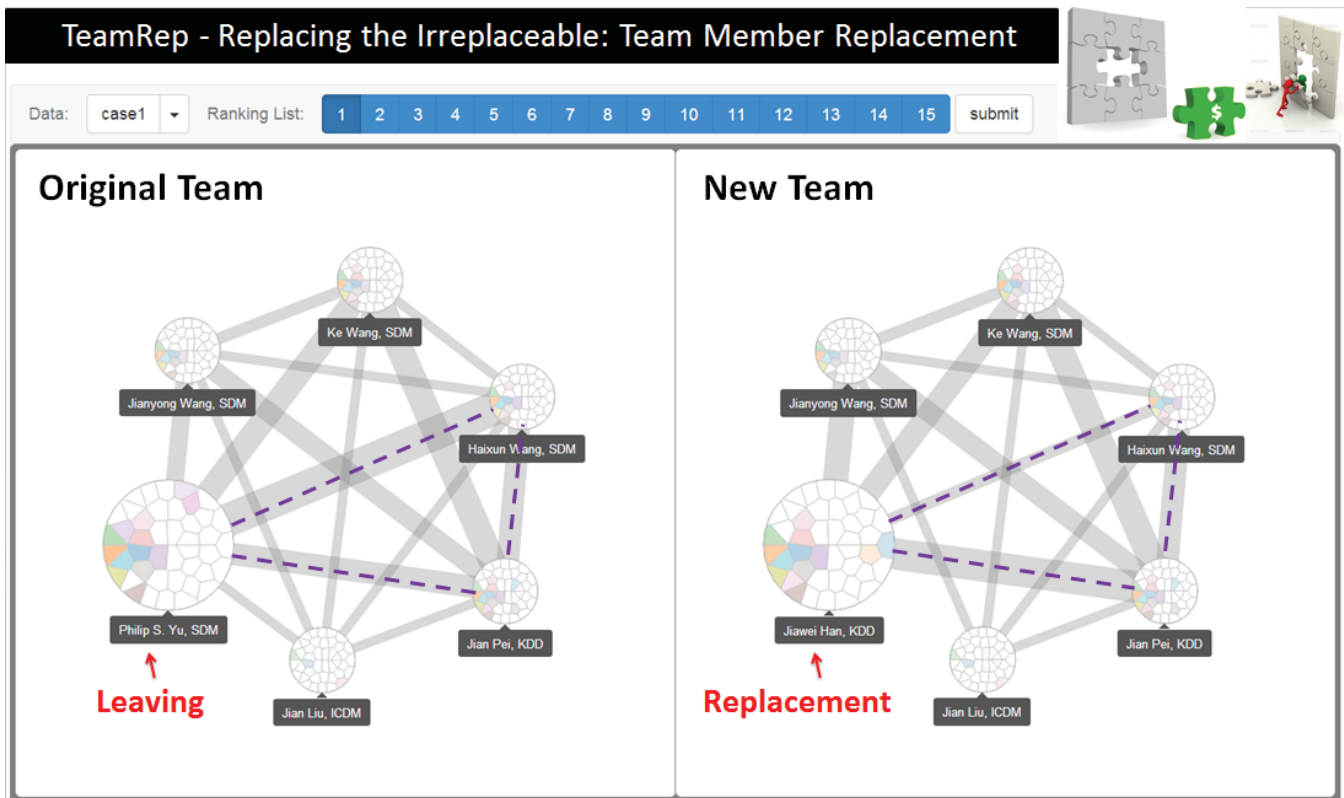 TeamRep - Replacing the Irreplaceable: Team Member Replacement
Data: case1 Ranking List: 1 2 3 4 5 6 7 8 9 10 11 12 13 14 15 submit
$
Original Team
Ke Wang, SDM
Jianyong Wang, SDM
Haixun Wang, SDM
Philip S. Yu, SDM
Jian Pei, KDD
Leaving
Jian Liu, ICDM
New Team
Ke Wang, SDM
Jianyong Wang, SDM
Haixun Wang, SDM
Jiawei Han, KDD
Jian Pei, KDD
Replacement
Jian Liu, ICDM